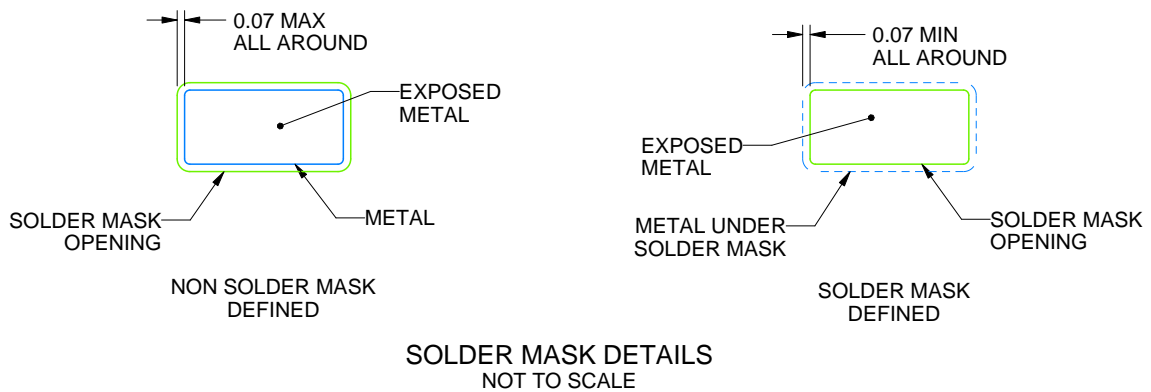 0.07 MAX
ALL AROUND
EXPOSED
METAL
SOLDER MASK
OPENING
METAL
NON SOLDER MASK
DEFINED
0.07 MIN
ALL AROUND
EXPOSED
METAL
METAL UNDER
SOLDER MASK
SOLDER MASK
OPENING
SOLDER MASK
DEFINED
SOLDER MASK DETAILS
NOT TO SCALE